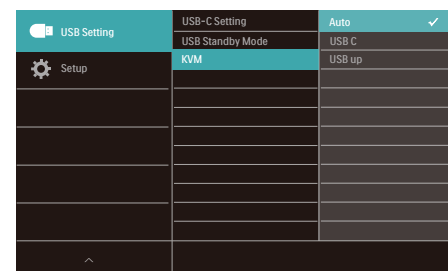 USB Setting
Setup
USB-C Setting
USB Standby Mode
KVM
Auto
USB C
USB up